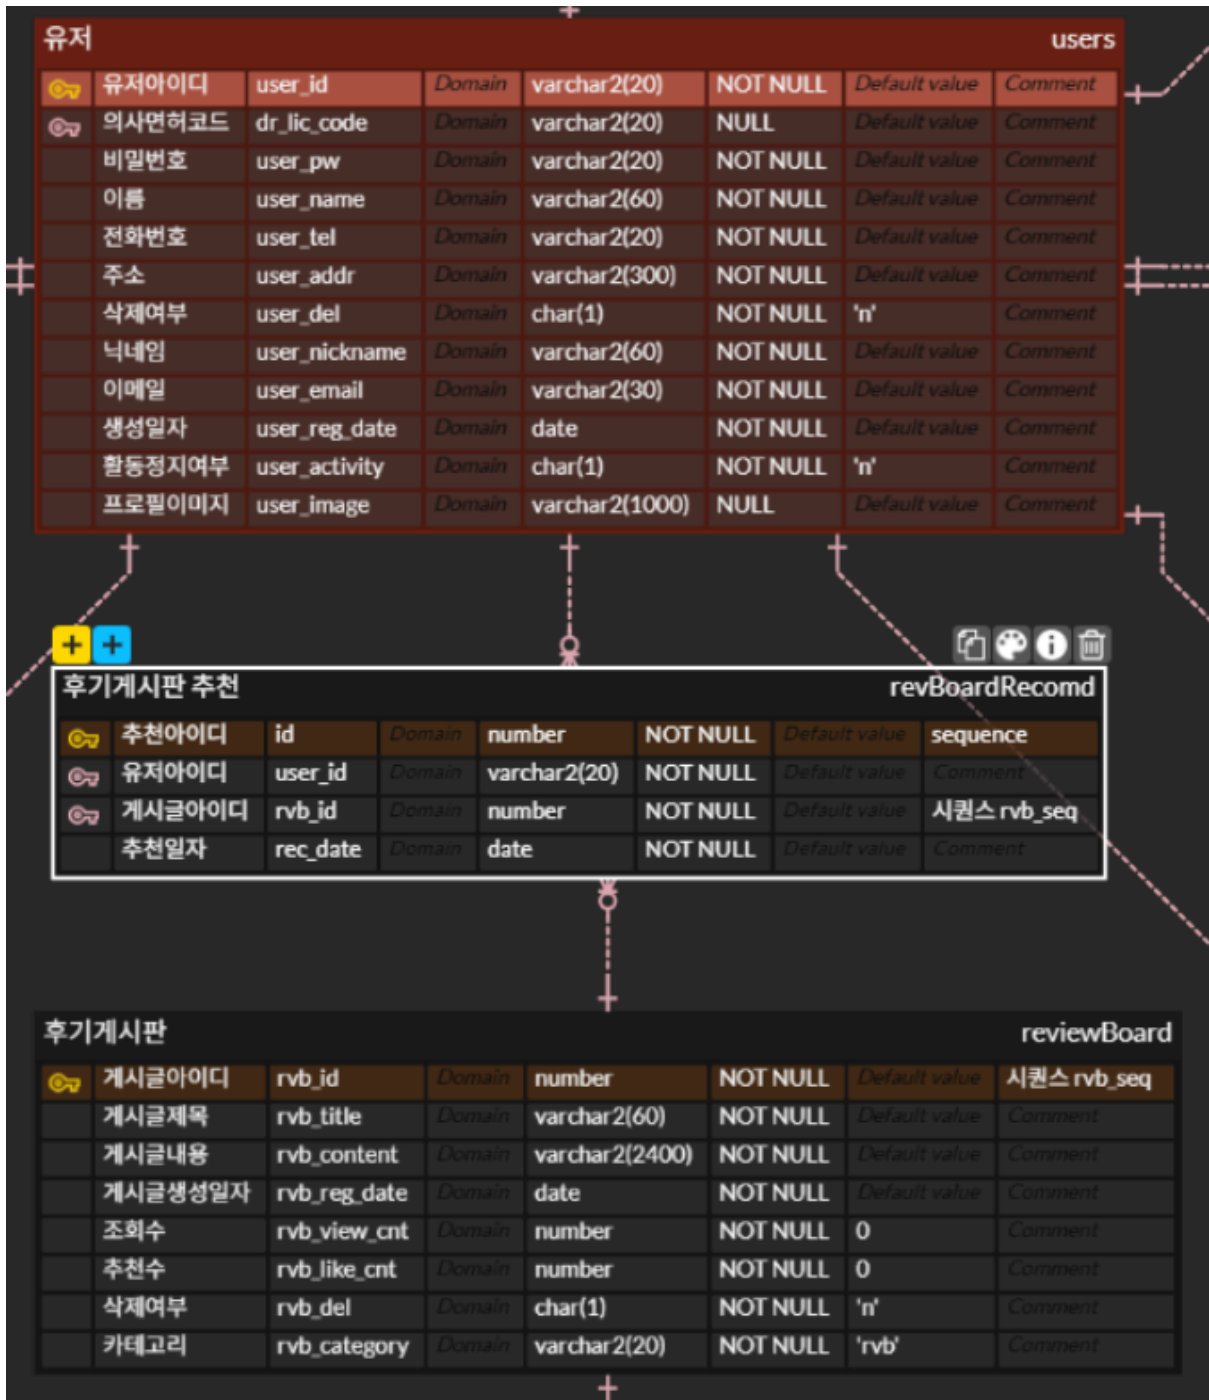 유저 users
유저아이디 user_id Domain varchar2(20) NOT NULL Default value Comment
의사면허코드 dr_lic_code Domain varchar2(20) NULL Default value Comment
비밀번호 user_pw Domain varchar2(20) NOT NULL Default value Comment
이름 user_name Domain varchar2(60) NOT NULL Default value Comment
전화번호 user_tel Domain varchar2(20) NOT NULL Default value Comment
주소 user_addr Domain varchar2(300) NOT NULL Default value Comment
삭제여부 user_del Domain char(1) NOT NULL 'n' Comment
닉네임 user_nickname Domain varchar2(60) NOT NULL Default value Comment
이메일 user_email Domain varchar2(30) NOT NULL Default value Comment
생성일자 user_reg_date Domain date NOT NULL Default value Comment
활동정지여부 user_activity Domain char(1) NOT NULL 'n' Comment
프로필이미지 user_image Domain varchar2(1000) NULL Default value Comment
후기게시판 추천 revBoardRecomd
추천아이디 id Domain number NOT NULL Default value sequence
유저아이디 user_id Domain varchar2(20) NOT NULL Default value Comment
게시글아이디 rvb_id Domain number NOT NULL Default value 시퀀스 rvb_seq
추천일자 rec_date Domain date NOT NULL Default value Comment
후기게시판 reviewBoard
게시글아이디 rvb_id Domain number NOT NULL Default value 시퀀스 rvb_seq
게시글제목 rvb_title Domain varchar2(60) NOT NULL Default value Comment
게시글내용 rvb_content Domain varchar2(2400) NOT NULL Default value Comment
게시글생성일자 rvb_reg_date Domain date NOT NULL Default value Comment
조회수 rvb_view_cnt Domain number NOT NULL 0 Comment
추천수 rvb_like_cnt Domain number NOT NULL 0 Comment
삭제여부 rvb_del Domain char(1) NOT NULL 'n' Comment
카테고리 rvb_category Domain varchar2(20) NOT NULL 'rvb' Comment